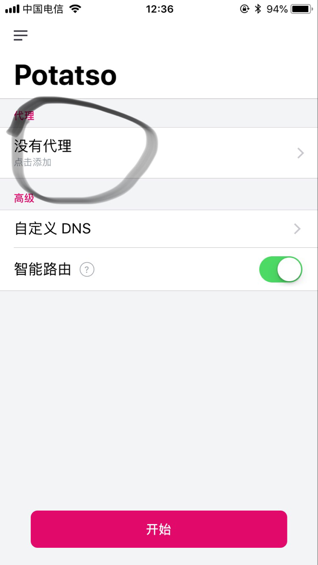 中国电信 12:36 94%
Potatso
代理
没有代理
点击添加
高级
自定义 DNS
智能路由 ?
开始